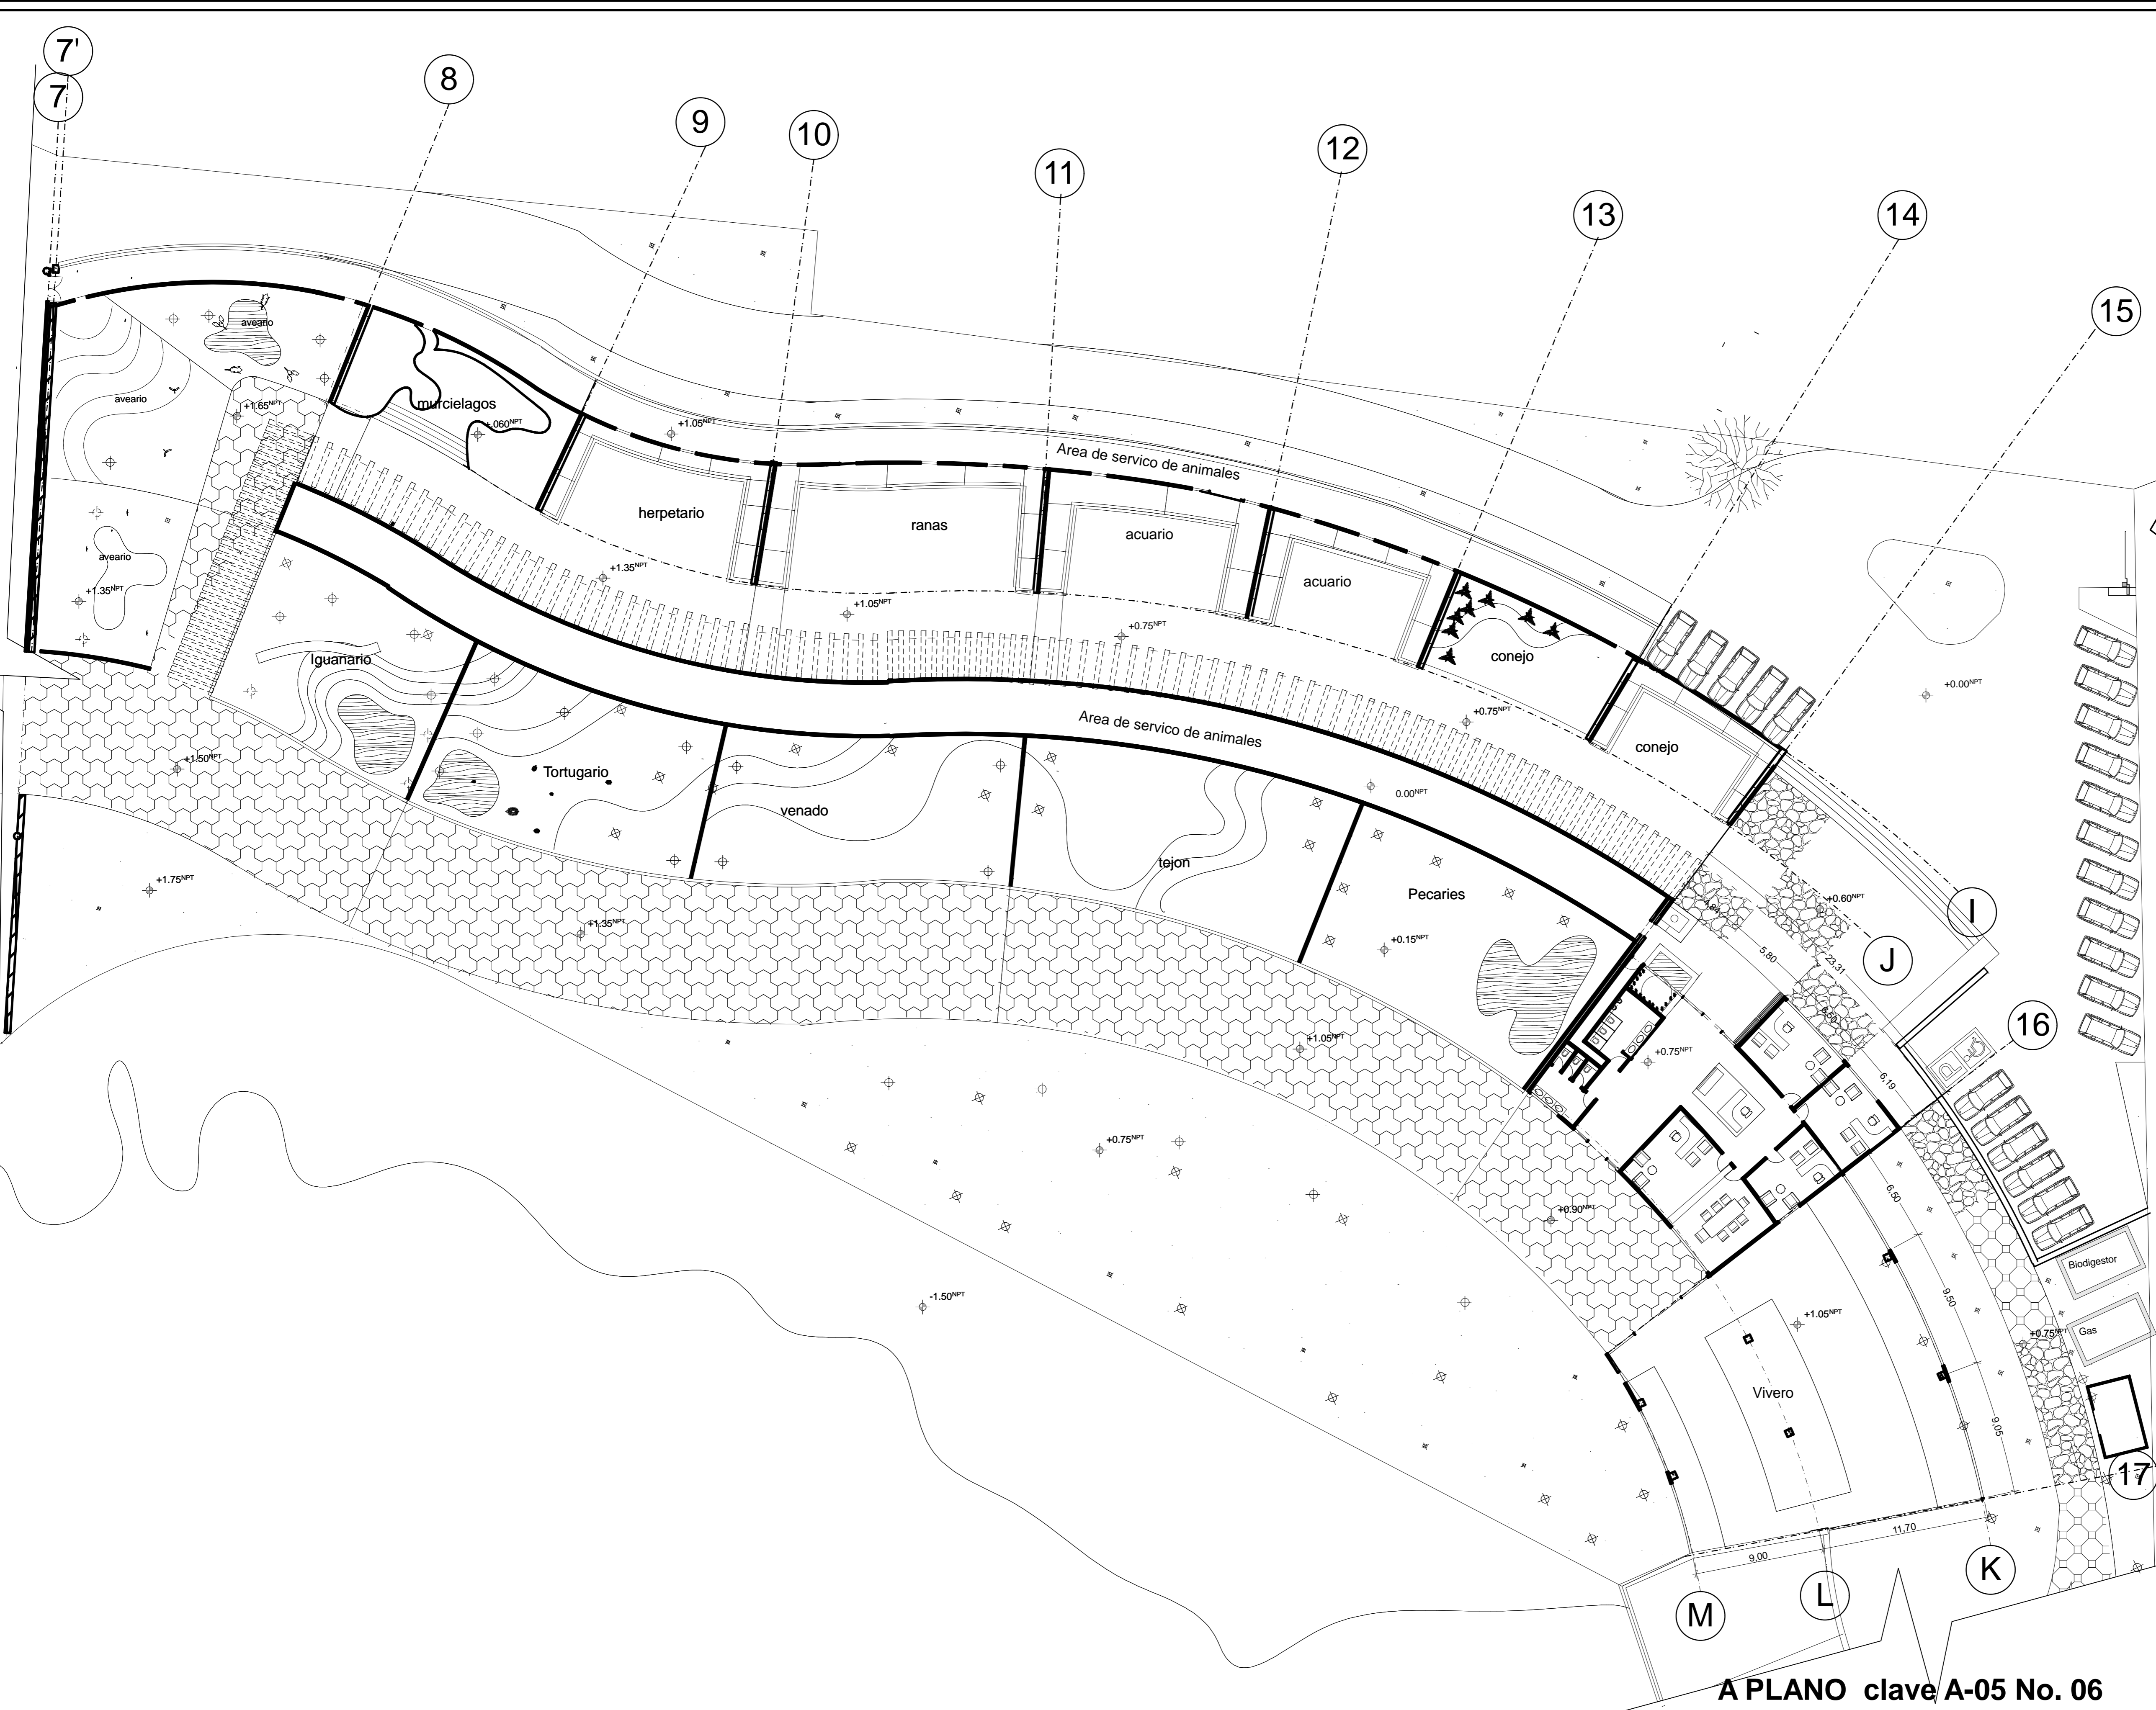 7'
7
8
9
10
11
12
13
14
15
aveario
aveario
+1.65NPT
murcielagos
+.060NPT
+1.05NPT
Area de servico de animales
herpetario
ranas
acuario
acuario
aveario
+1.35NPT
+1.35NPT
+1.05NPT
+0.75NPT
conejo
+0.75NPT
conejo
+0.00NPT
Iguanario
+1.50NPT
Area de servico de animales
Tortugario
venado
0.00NPT
tejon
Pecaries
+1.75NPT
+1.35NPT
+0.15NPT
4,81
+0.60NPT
I
J
5,80
23,31
6,50
16
+1.05NPT
+0.75NPT
6,19
+0.75NPT
6,50
+0.90NPT
Biodigestor
9,50
-1.50NPT
+1.05NPT
Gas
+0.75NPT
Vivero
9,05
17
11,70
9,00
K
L
M
A PLANO clave A-05 No. 06